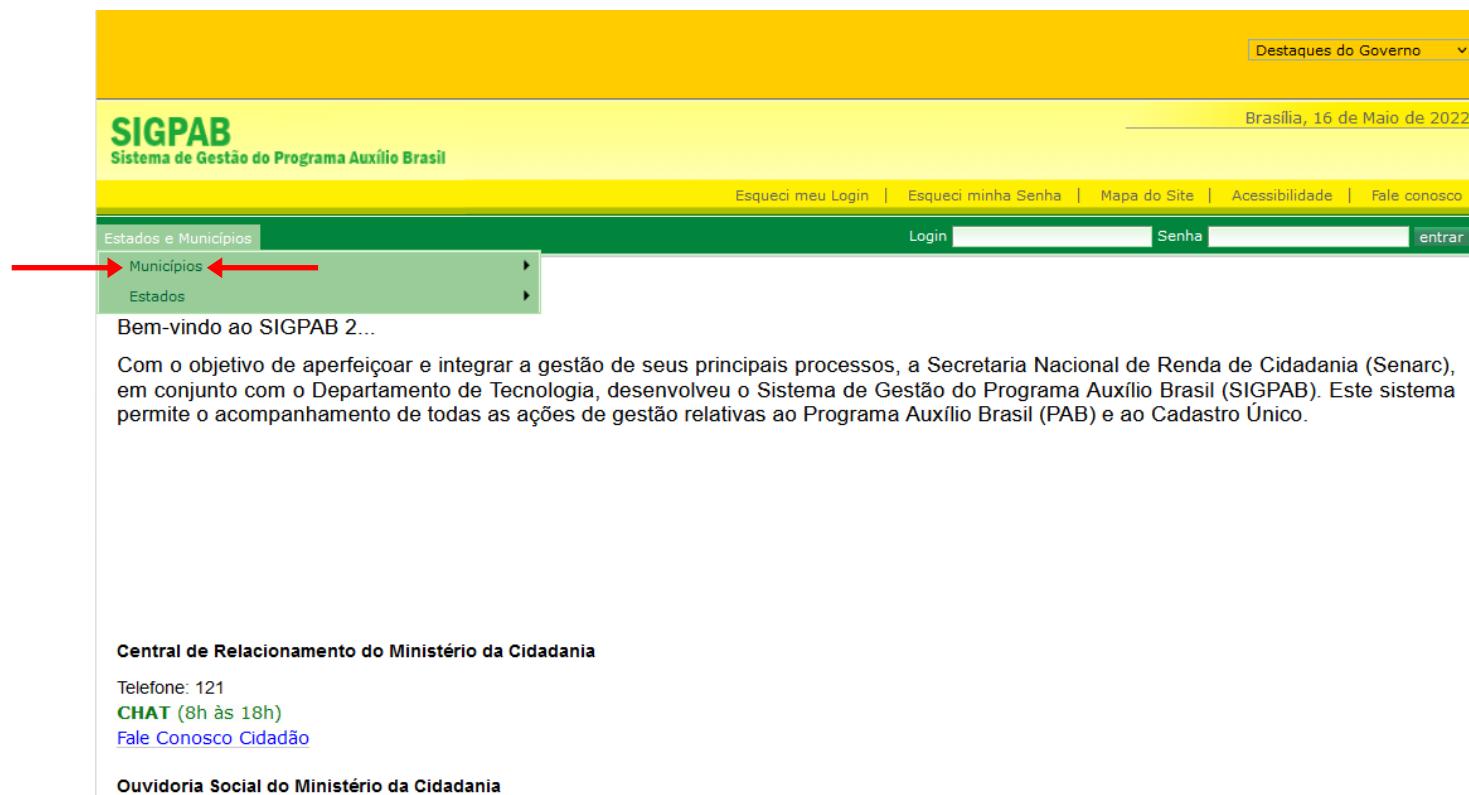 Destaques do Governo
SIGPAB
Sistema de Gestão do Programa Auxílio Brasil
Brasília, 16 de Maio de 2022
Esqueci meu Login | Esqueci minha Senha | Mapa do Site | Acessibilidade | Fale conosco
Estados e Municípios
Login
Senha
entrar
Municípios
Estados
Bem-vindo ao SIGPAB 2...
Com o objetivo de aperfeiçoar e integrar a gestão de seus principais processos, a Secretaria Nacional de Renda de Cidadania (Senarc),
em conjunto com o Departamento de Tecnologia, desenvolveu o Sistema de Gestão do Programa Auxílio Brasil (SIGPAB). Este sistema
permite o acompanhamento de todas as ações de gestão relativas ao Programa Auxílio Brasil (PAB) e ao Cadastro Único.
Central de Relacionamento do Ministério da Cidadania
Telefone: 121
CHAT (8h às 18h)
Fale Conosco Cidadão
Ouvidoria Social do Ministério da Cidadania